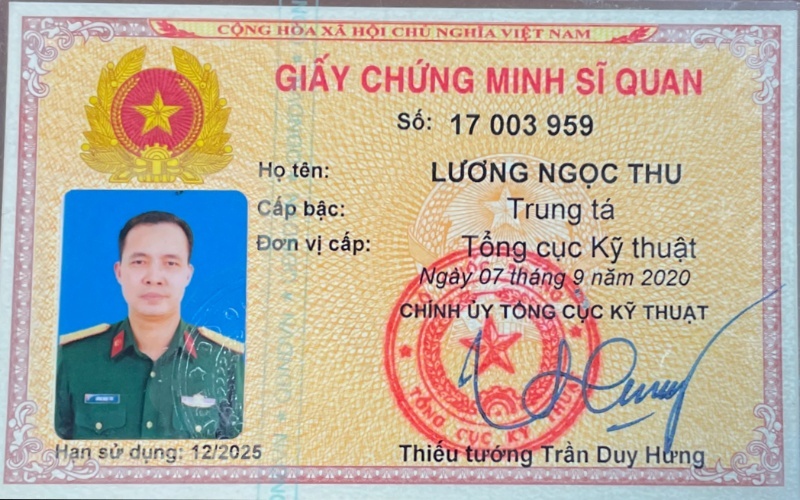 CỘNG HÒA XÃ HỘI CHỦ NGHĨA VIỆT NAM
GIẤY CHỨNG MINH SĨ QUAN
Số: 17 003 959
Họ tên: LƯƠNG NGỌC THU
Cấp bậc: Trung tá
Đơn vị cấp: Tổng cục Kỹ thuật
Ngày 07 tháng 9 năm 2020
CHÍNH ỦY TỔNG CỤC KỸ THUẬT
TỔNG CỤC KỸ THUẬT
Hạn sử dụng: 12/2025
Thiếu tướng Trần Duy Hưng